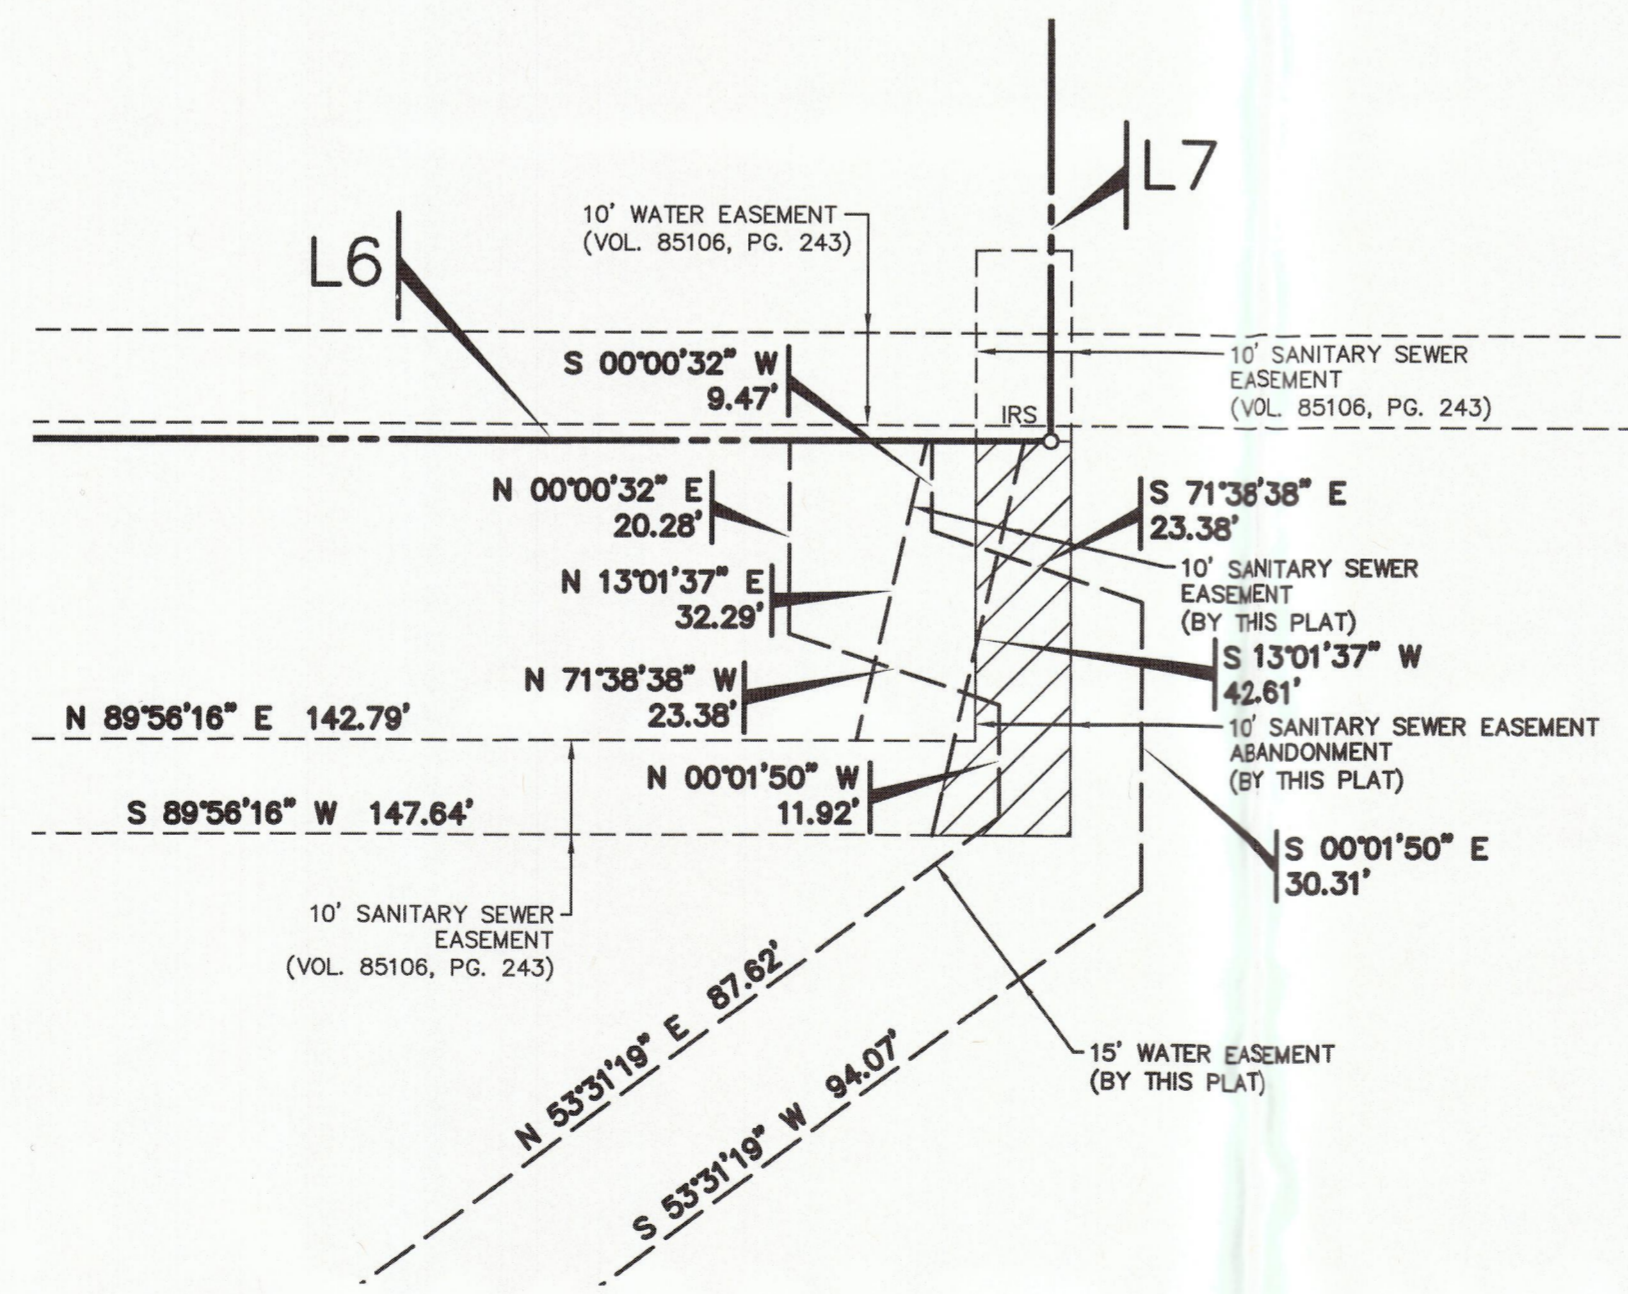 L7
10' WATER EASEMENT
(VOL. 85106, PG. 243)
L6
S 00°00'32" W
9.47'
10' SANITARY SEWER
EASEMENT
(VOL. 85106, PG. 243)
IRS
N 00°00'32" E
20.28'
S 71°38'38" E
23.38'
N 13°01'37" E
32.29'
10' SANITARY SEWER
EASEMENT
(BY THIS PLAT)
S 13°01'37" W
42.61'
N 71°38'38" W
23.38'
N 89°56'16" E 142.79'
10' SANITARY SEWER EASEMENT
ABANDONMENT
(BY THIS PLAT)
N 00°01'50" W
11.92'
S 89°56'16" W 147.64'
S 00°01'50" E
30.31'
10' SANITARY SEWER
EASEMENT
(VOL. 85106, PG. 243)
N 53°31'19" E 87.62'
S 53°31'19" W 94.07'
15' WATER EASEMENT
(BY THIS PLAT)